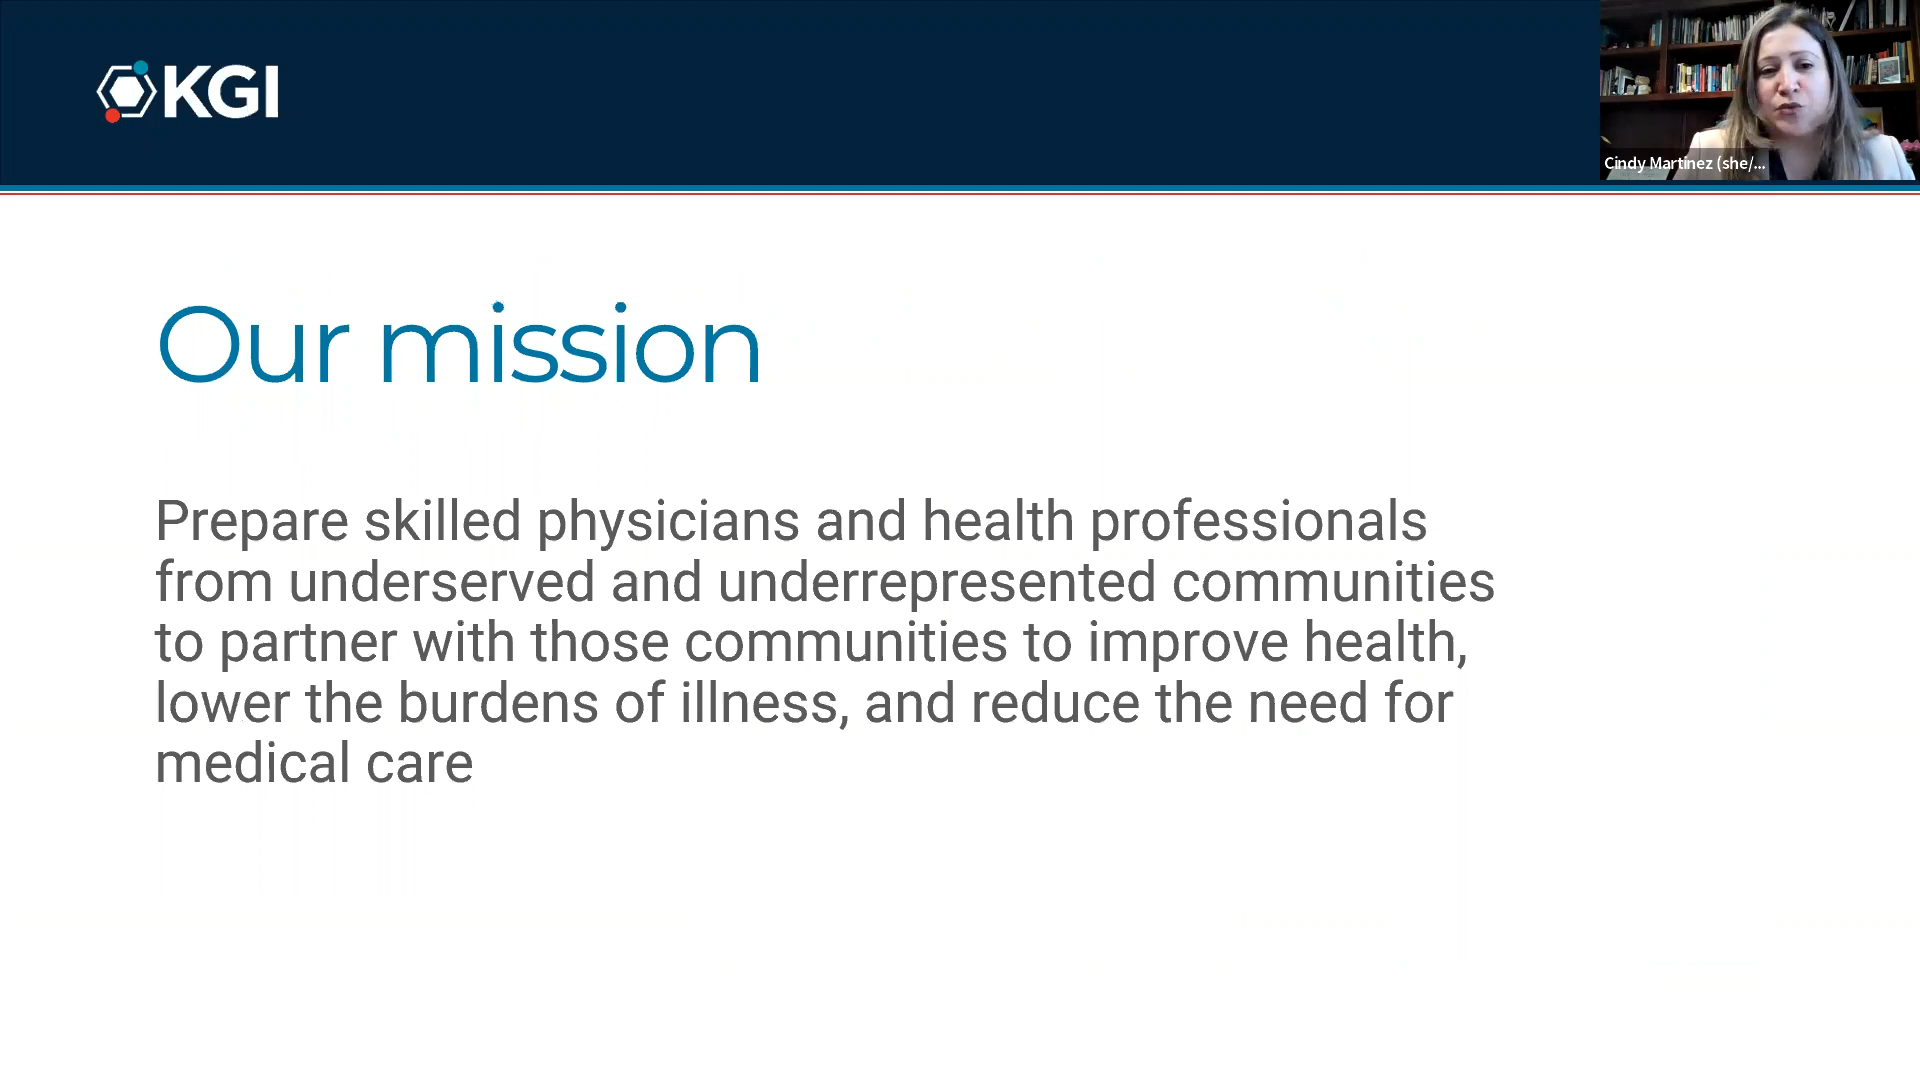 KGI
Cindy Martinez (she/...
Our mission
Prepare skilled physicians and health professionals
from underserved and underrepresented communities
to partner with those communities to improve health,
lower the burdens of illness, and reduce the need for
medical care